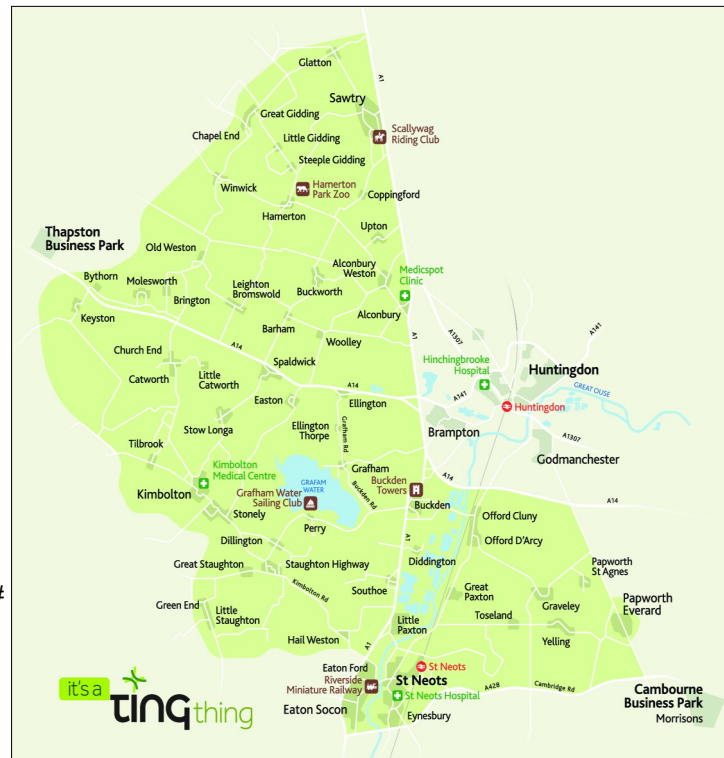 Glatton
A1
Sawtry
Great Gidding
Scallywag
Riding Club
Chapel End
Little Gidding
Steeple Gidding
Winwick
Hamerton
Park Zoo
Coppingford
Hamerton
Upton
Thapston
Business Park
Old Weston
Alconbury
Weston
Medicspot
Clinic
Bythorn
Molesworth
Leighton
Bromswold
Buckworth
Brington
Keyston
Alconbury
Barham
A1307
A141
Woolley
A1
A14
Church End
Spaldwick
Hinchingbrooke
Hospital
Huntingdon
Catworth
Little
Catworth
A14
A141
GREAT OUSE
Easton
Ellington
Huntingdon
Stow Longa
Ellington
Thorpe
Grafham Rd
Brampton
A1307
Tilbrook
Godmanchester
Kimbolton
Medical Centre
Grafham
Buckden
Towers
A14
GRAFAM
WATER
Kimbolton
Grafham Water
Sailing Club
Buckden Rd
A14
Buckden
Stonely
Offord Cluny
Perry
Dillington
A1
Offord D'Arcy
Diddington
Great Staughton
Staughton Highway
Papworth
St Agnes
Kimbolton Rd
Southoe
Great
Paxton
Green End
Graveley
Papworth
Everard
Little
Staughton
Little
Paxton
Toseland
Hail Weston
Yelling
A1
Eaton Ford
St Neots
Riverside
Miniature Railway
St Neots
Cambridge Rd
A428
St Neots Hospital
Cambourne
Business Park
Morrisons
Eaton Socon
Eynesbury
it's a
TING thing
#